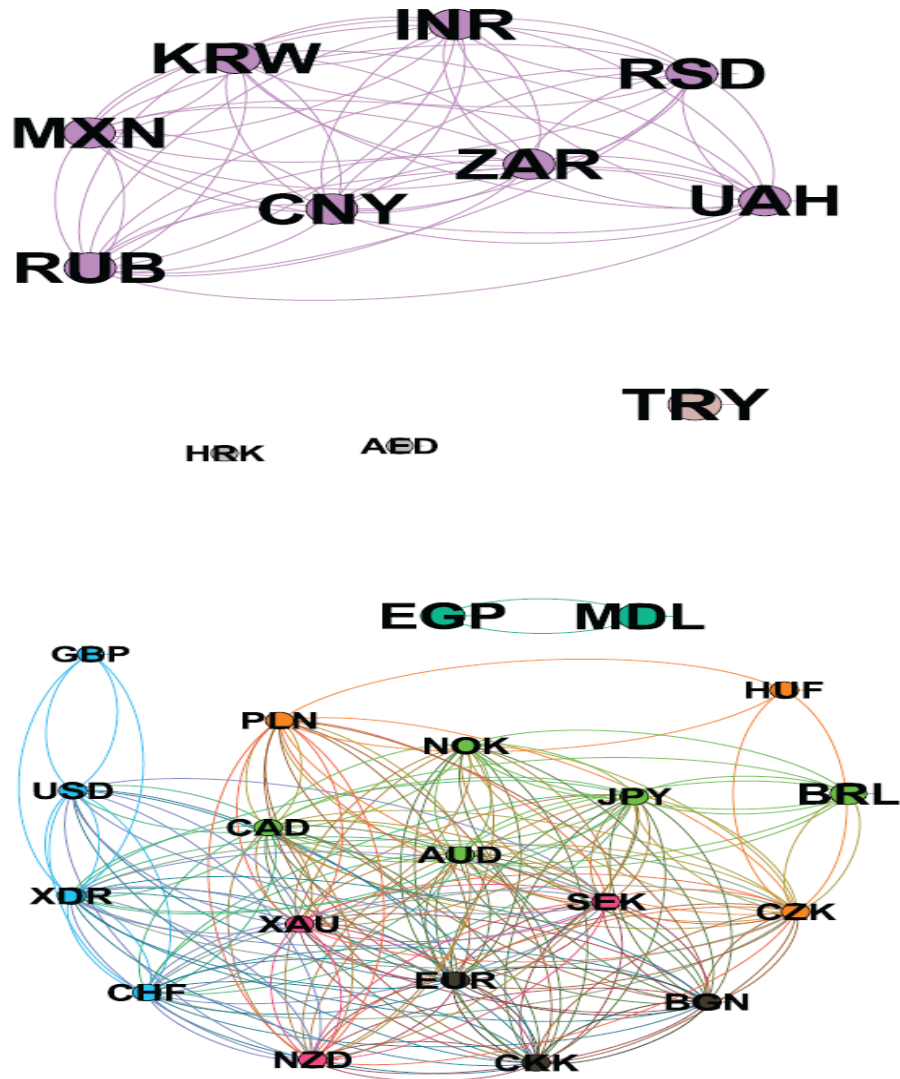 INR
KRW
RSD
MXN
ZAR
CNY
UAH
RUB
TRY
HRK
AED
EGP
MDL
GBP
HUF
PLN
NOK
USD
JPY
BRL
CAD
AUD
XDR
SEK
CZK
XAU
EUR
CHF
BGN
NZD
CKK